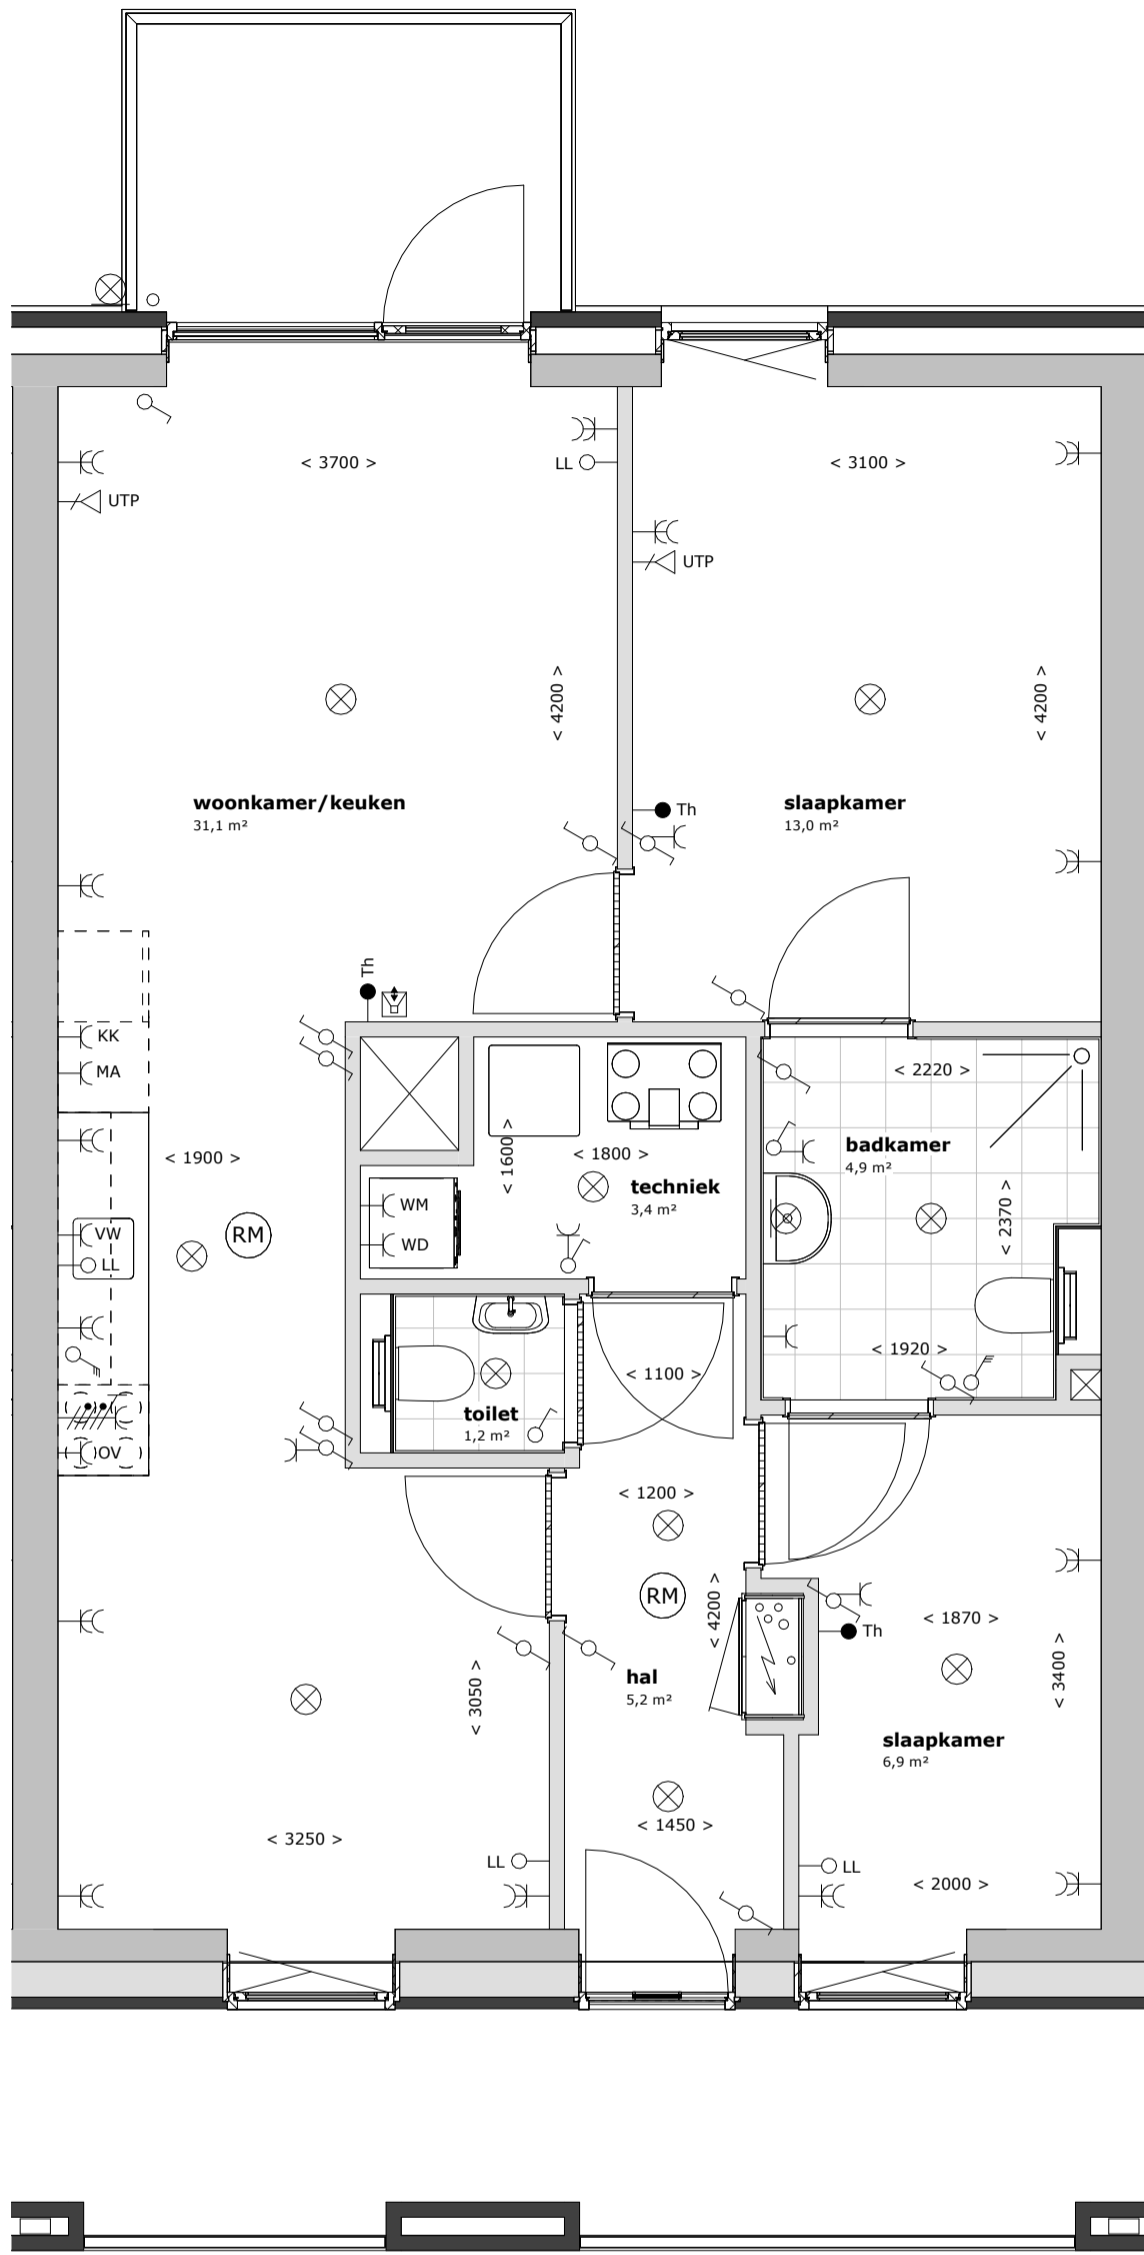 < 3700 >
LL
< 3100 >
UTP
UTP
< 4200 >
< 4200 >
woonkamer/keuken
31,1 m²
slaapkamer
13,0 m²
Th
Th
KK
MA
< 2220 >
< 1900 >
< 1600 >
< 1800 >
badkamer
4,9 m²
techniek
3,4 m²
WM
WD
< 2370 >
VW
LL
RM
< 1920 >
< 1100 >
toilet
1,2 m²
OV
< 1200 >
RM
< 4200 >
Th
< 1870 >
< 3400 >
< 3050 >
hal
5,2 m²
slaapkamer
6,9 m²
< 3250 >
< 1450 >
LL
LL
< 2000 >